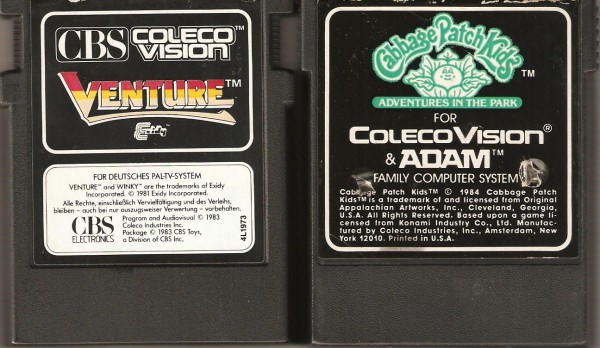 CBS COLECO VISION™
VENTURE™
Exidy
FÜR DEUTSCHES PAL-TV-SYSTEM
VENTURE™ and WINKY™ are the trademarks of Exidy
Incorporated. © 1981 Exidy Incorporated.
Alle Rechte, einschließlich Vervielfältigung und des Verleihs,
bleiben – auch bei nur auszugsweiser Verwertung – vorbehalten.
CBS ELECTRONICS
Program and Audiovisual © 1983
Coleco Industries Inc.
Package © 1983 CBS Toys,
a Division of CBS Inc.
4L1973
Cabbage Patch Kids™
ADVENTURES IN THE PARK
FOR
COLECOVISION®
& ADAM™
FAMILY COMPUTER SYSTEM
Cabbage Patch Kids™ © 1984 Cabbage Patch
Kids™ is a trademark of and licensed from Original
Appalachian Artworks, Inc., Cleveland, Georgia,
U.S.A. All Rights Reserved. Based upon a game li-
censed from Konami Industry Co., Ltd. Manufac-
tured by Coleco Industries, Inc., Amsterdam, New
York 12010. Printed in U.S.A.